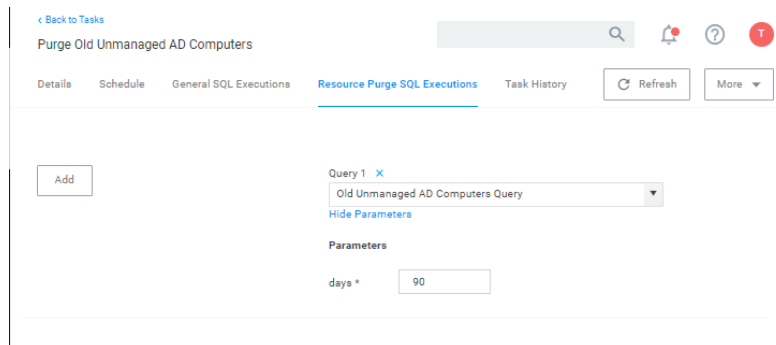 ‹ Back to Tasks
Purge Old Unmanaged AD Computers
T
Details Schedule General SQL Executions Resource Purge SQL Executions Task History Refresh More
Add
Query 1 ×
Old Unmanaged AD Computers Query
Hide Parameters
Parameters
days * 90